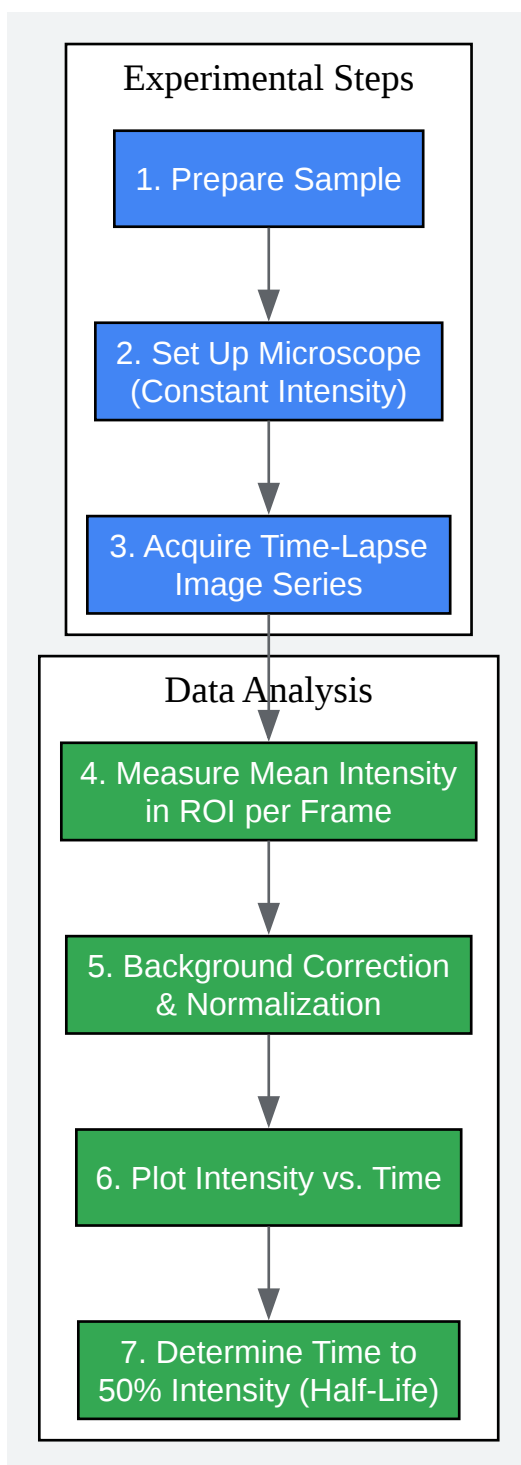 Experimental Steps
1. Prepare Sample
2. Set Up Microscope
(Constant Intensity)
3. Acquire Time-Lapse
Image Series
Data Analysis
4. Measure Mean Intensity
in ROI per Frame
5. Background Correction
& Normalization
6. Plot Intensity vs. Time
7. Determine Time to
50% Intensity (Half-Life)